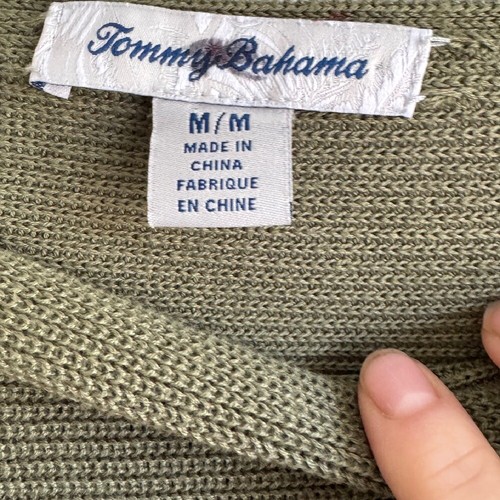 Tommy Bahama
M/M
MADE IN
CHINA
FABRIQUE
EN CHINE